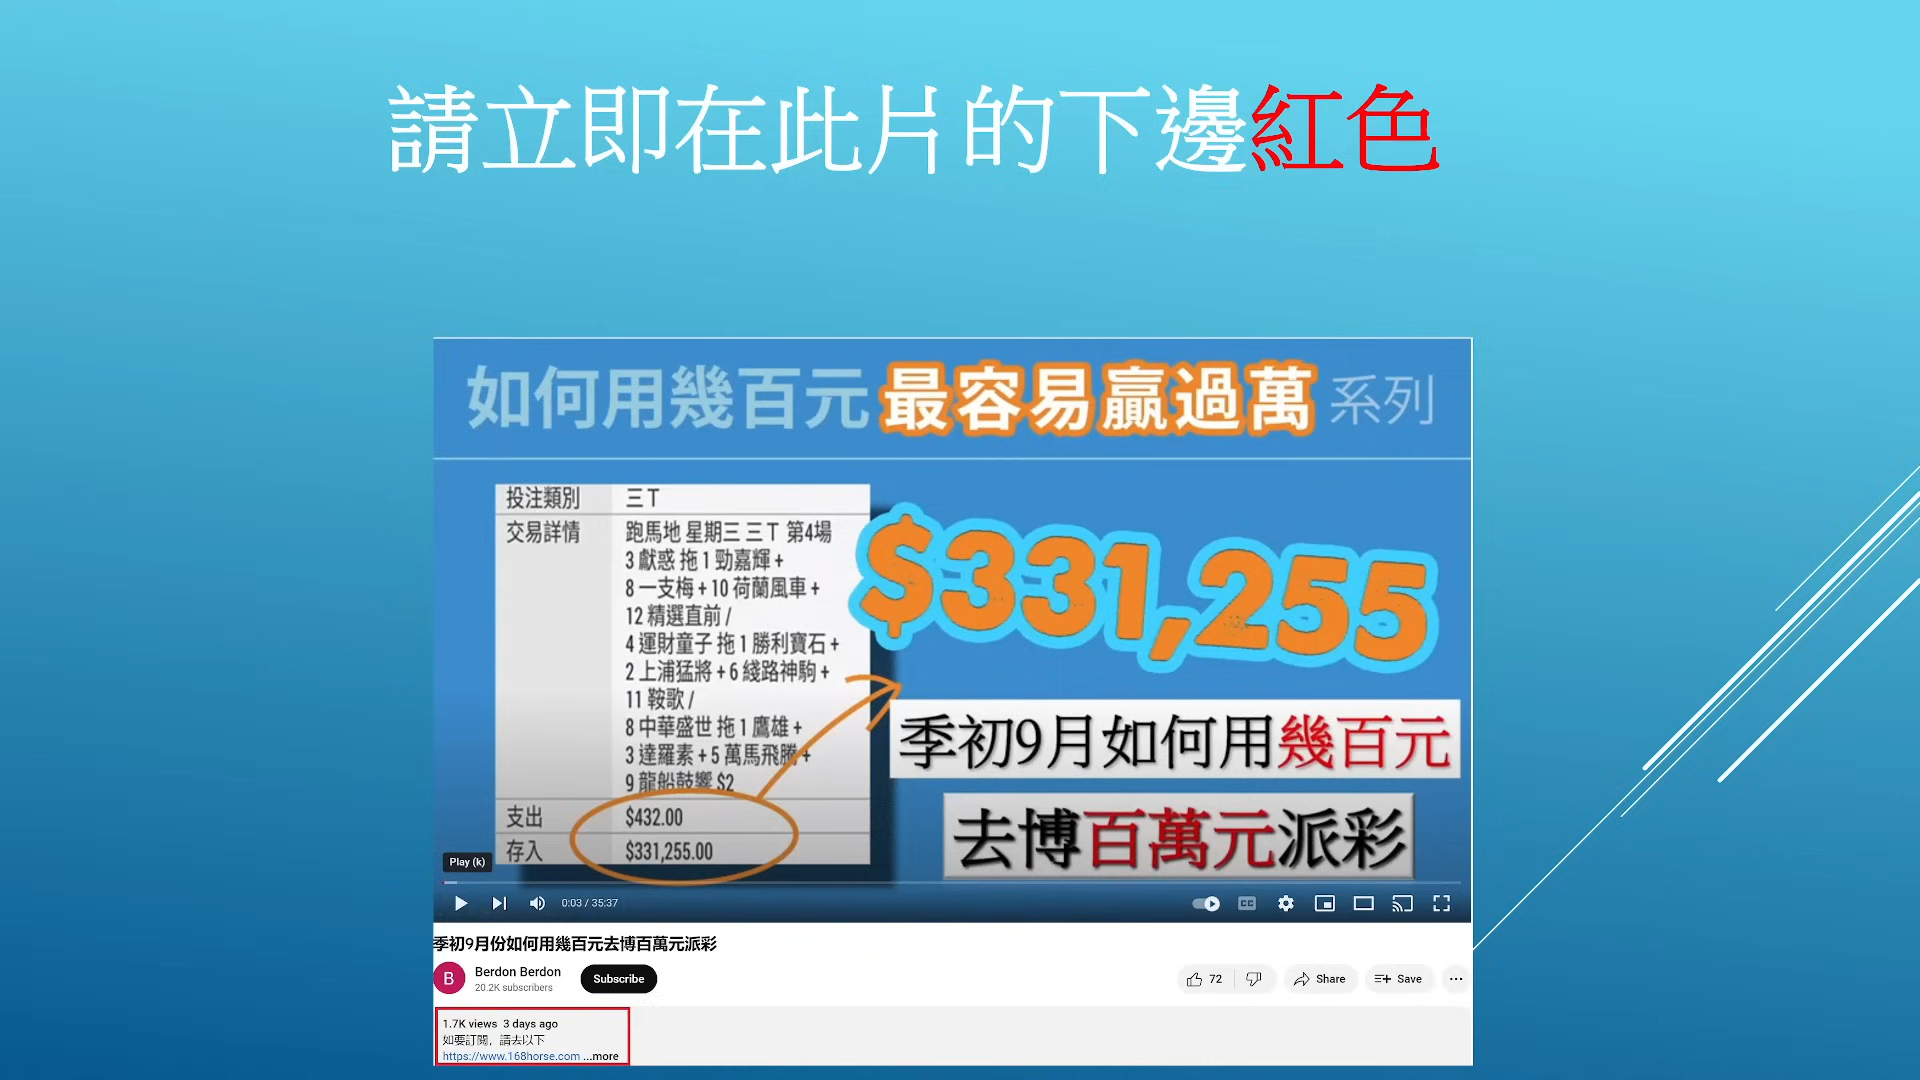 請立即在此片的下邊紅色
如何用幾百元 最容易贏過萬 系列
投注類別 三T
交易詳情 跑馬地 星期三 三T 第4場
3 獻惑 拖 1 勁嘉輝 +
8 一支梅 + 10 荷蘭風車 +
12 精選直前 /
4 運財童子 拖 1 勝利寶石 +
2 上浦猛將 + 6 綫路神駒 +
11 鞍歌 /
8 中華盛世 拖 1 鷹雄 +
3 達羅素 + 5 萬馬飛騰 +
9 龍船鼓響 $2
支出 $432.00
存入 $331,255.00
$331,255
季初9月如何用幾百元
去博百萬元派彩
Play (k)
0:03 / 35:37
CC
季初9月份如何用幾百元去博百萬元派彩
B
Berdon Berdon
20.2K subscribers
Subscribe
72
Share
Save
1.7K views 3 days ago
如要訂閱，請去以下
https://www.168horse.com ...more